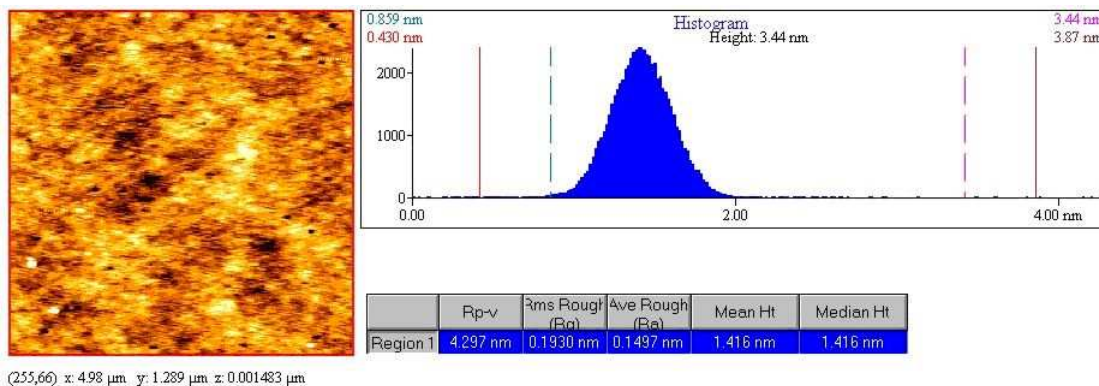 0.859 nm Histogram 3.44 nm
0.430 nm Height: 3.44 nm 3.87 nm
2000
1000
0
0.00 2.00 4.00 nm
Rp-v Rms Rough (Rq) Ave Rough (Ra) Mean Ht Median Ht
Region 1 4.297 nm 0.1930 nm 0.1497 nm 1.416 nm 1.416 nm
(255,66) x: 4.98 μm y: 1.289 μm z: 0.001483 μm